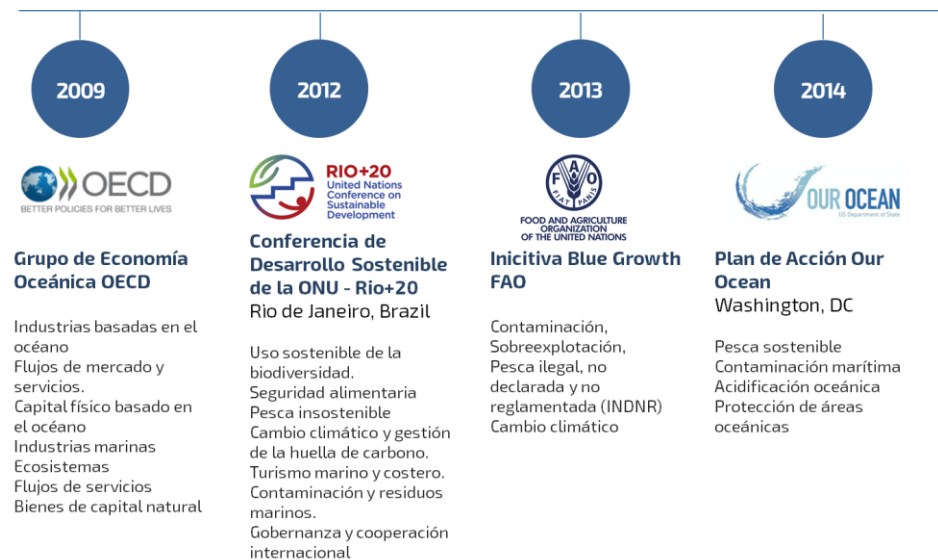 2009
OECD
BETTER POLICIES FOR BETTER LIVES
Grupo de Economía
Oceánica OECD
Industrias basadas en el
océano
Flujos de mercado y
servicios.
Capital físico basado en
el océano
Industrias marinas
Ecosistemas
Flujos de servicios
Bienes de capital natural
2012
RIO+20
United Nations
Conference on
Sustainable
Development
Conferencia de
Desarrollo Sostenible
de la ONU - Rio+20
Rio de Janeiro, Brazil
Uso sostenible de la
biodiversidad.
Seguridad alimentaria
Pesca insostenible
Cambio climático y gestión
de la huella de carbono.
Turismo marino y costero.
Contaminación y residuos
marinos.
Gobernanza y cooperación
internacional
2013
F A O
FIAT PANIS
FOOD AND AGRICULTURE
ORGANIZATION
OF THE UNITED NATIONS
Inicitiva Blue Growth
FAO
Contaminación,
Sobreexplotación,
Pesca ilegal, no
declarada y no
reglamentada (INDNR)
Cambio climático
2014
OUR OCEAN
US Department of State
Plan de Acción Our
Ocean
Washington, DC
Pesca sostenible
Contaminación marítima
Acidificación oceánica
Protección de áreas
oceánicas